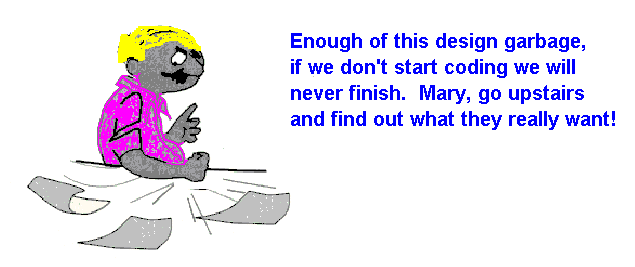 Enough of this design garbage,
if we don't start coding we will
never finish.  Mary, go upstairs
and find out what they really want!